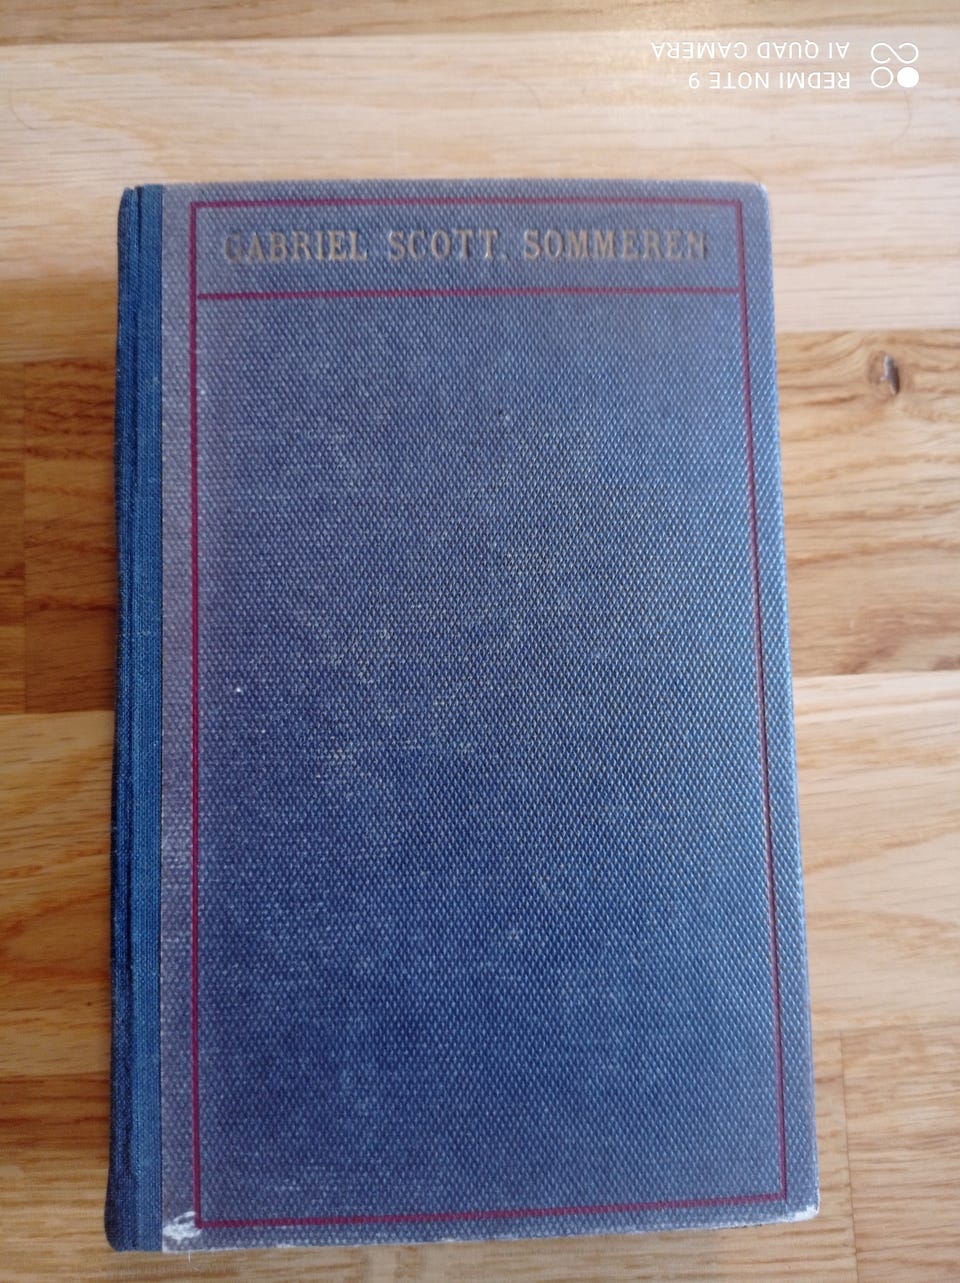 REDMI NOTE 9
AI QUAD CAMERA
GABRIEL SCOTT, SOMMEREN